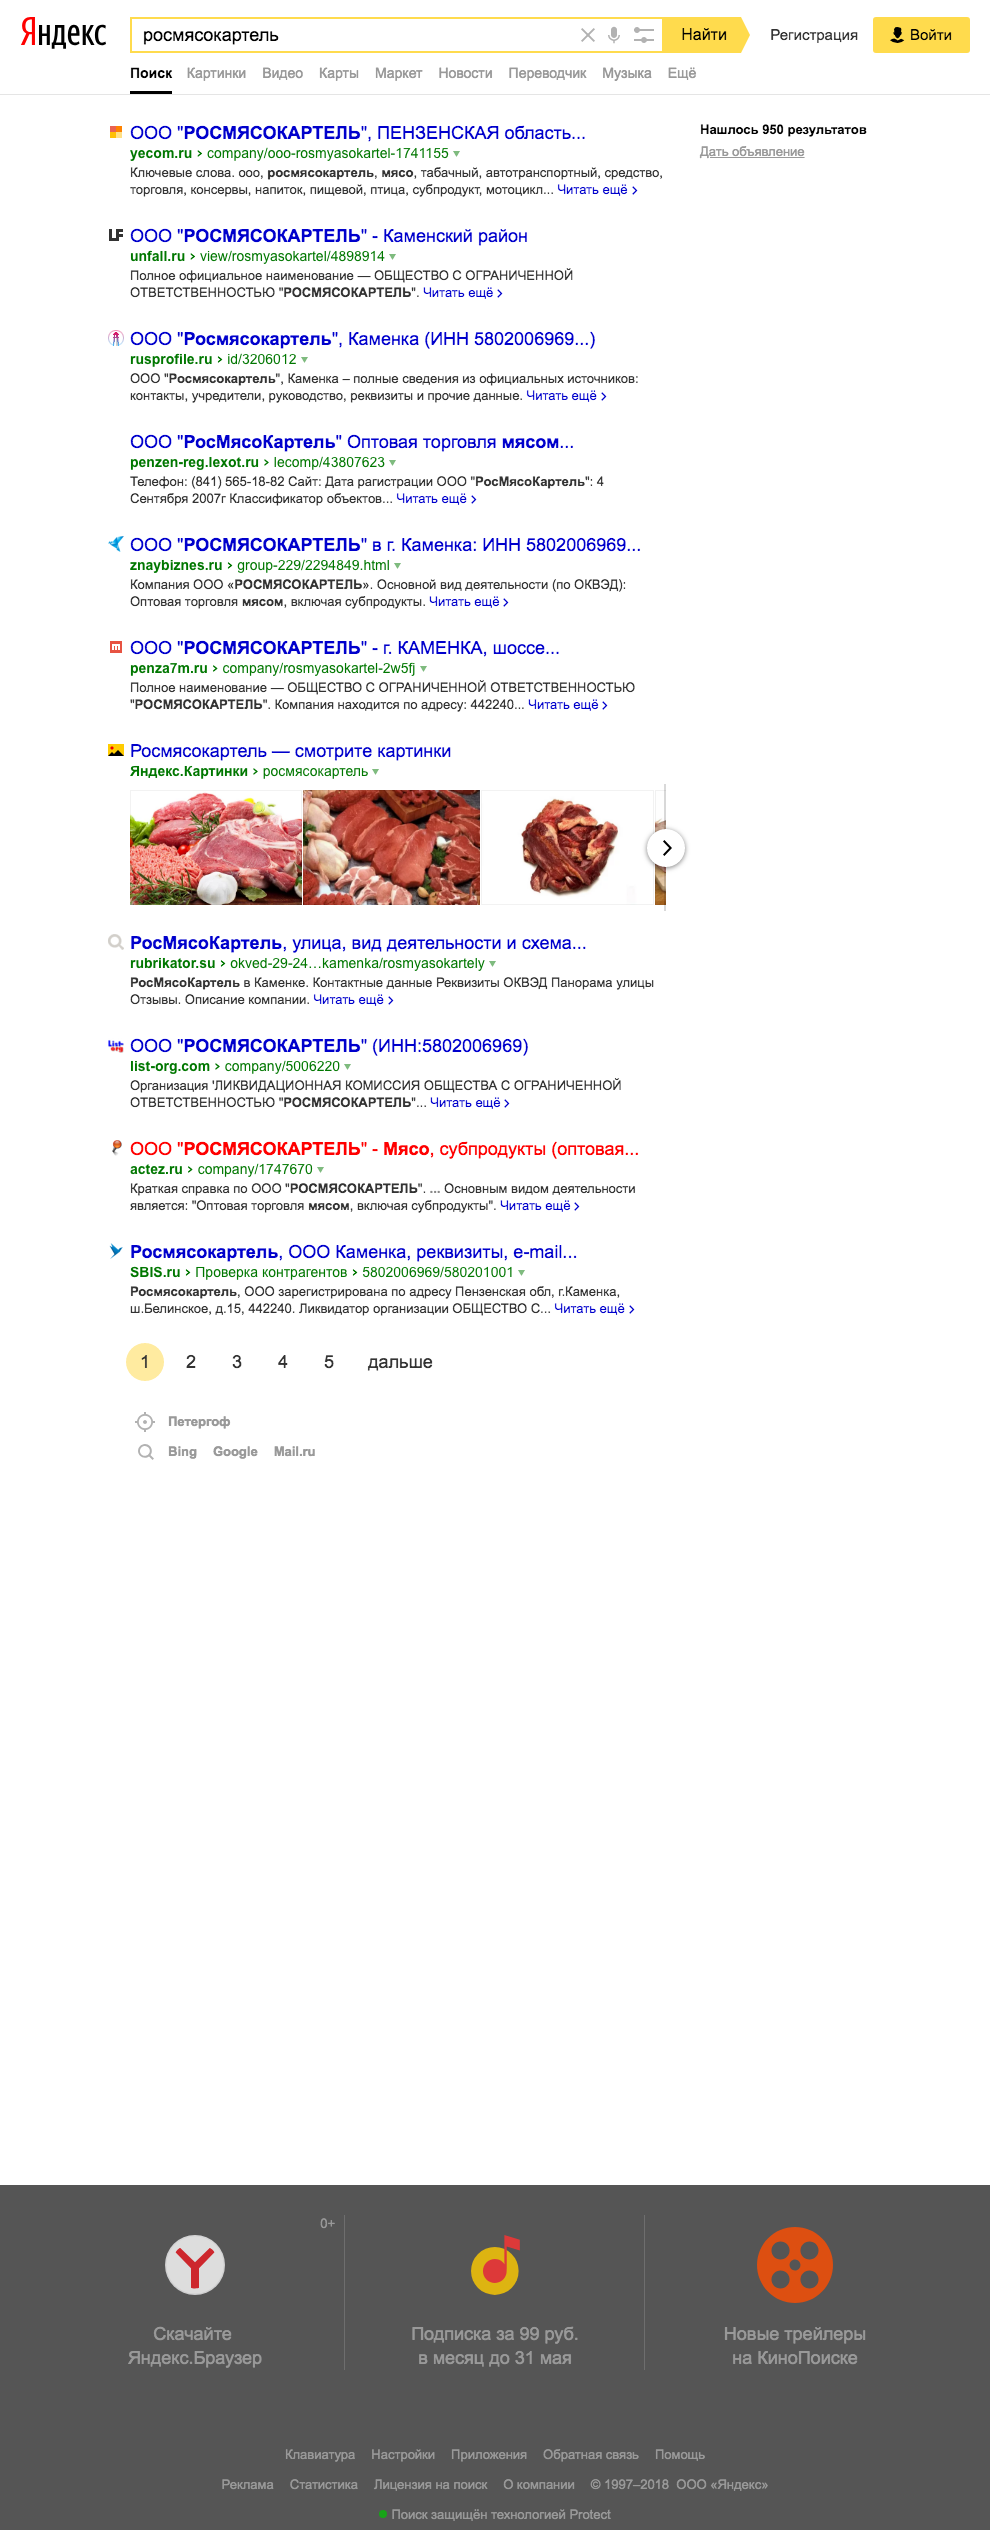 Яндекс
росмясокартель
Найти
Регистрация
Войти
Поиск Картинки Видео Карты Маркет Новости Переводчик Музыка Ещё
ООО "РОСМЯСОКАРТЕЛЬ", ПЕНЗЕНСКАЯ область...
yecom.ru › company/ooo-rosmyasokartel-1741155
Ключевые слова. ооо, росмясокартель, мясо, табачный, автотранспортный, средство,
торговля, консервы, напиток, пищевой, птица, субпродукт, мотоцикл... Читать ещё ›
Нашлось 950 результатов
Дать объявление
ООО "РОСМЯСОКАРТЕЛЬ" - Каменский район
unfall.ru › view/rosmyasokartel/4898914
Полное официальное наименование — ОБЩЕСТВО С ОГРАНИЧЕННОЙ
ОТВЕТСТВЕННОСТЬЮ "РОСМЯСОКАРТЕЛЬ". Читать ещё ›
ООО "Росмясокартель", Каменка (ИНН 5802006969...)
rusprofile.ru › id/3206012
ООО "Росмясокартель", Каменка – полные сведения из официальных источников:
контакты, учредители, руководство, реквизиты и прочие данные. Читать ещё ›
ООО "РосМясоКартель" Оптовая торговля мясом...
penzen-reg.lexot.ru › lecomp/43807623
Телефон: (841) 565-18-82 Сайт: Дата рагистрации ООО "РосМясоКартель": 4
Сентября 2007г Классификатор объектов... Читать ещё ›
ООО "РОСМЯСОКАРТЕЛЬ" в г. Каменка: ИНН 5802006969...
znaybiznes.ru › group-229/2294849.html
Компания ООО «РОСМЯСОКАРТЕЛЬ». Основной вид деятельности (по ОКВЭД):
Оптовая торговля мясом, включая субпродукты. Читать ещё ›
ООО "РОСМЯСОКАРТЕЛЬ" - г. КАМЕНКА, шоссе...
penza7m.ru › company/rosmyasokartel-2w5fj
Полное наименование — ОБЩЕСТВО С ОГРАНИЧЕННОЙ ОТВЕТСТВЕННОСТЬЮ
"РОСМЯСОКАРТЕЛЬ". Компания находится по адресу: 442240... Читать ещё ›
Росмясокартель — смотрите картинки
Яндекс.Картинки › росмясокартель
РосМясоКартель, улица, вид деятельности и схема...
rubrikator.su › okved-29-24…kamenka/rosmyasokartely
РосМясоКартель в Каменке. Контактные данные Реквизиты ОКВЭД Панорама улицы
Отзывы. Описание компании. Читать ещё ›
ООО "РОСМЯСОКАРТЕЛЬ" (ИНН:5802006969)
list-org.com › company/5006220
Организация 'ЛИКВИДАЦИОННАЯ КОМИССИЯ ОБЩЕСТВА С ОГРАНИЧЕННОЙ
ОТВЕТСТВЕННОСТЬЮ "РОСМЯСОКАРТЕЛЬ"... Читать ещё ›
ООО "РОСМЯСОКАРТЕЛЬ" - Мясо, субпродукты (оптовая...
actez.ru › company/1747670
Краткая справка по ООО "РОСМЯСОКАРТЕЛЬ". ... Основным видом деятельности
является: "Оптовая торговля мясом, включая субпродукты". Читать ещё ›
Росмясокартель, ООО Каменка, реквизиты, e-mail...
SBIS.ru › Проверка контрагентов › 5802006969/580201001
Росмясокартель, ООО зарегистрирована по адресу Пензенская обл, г.Каменка,
ш.Белинское, д.15, 442240. Ликвидатор организации ОБЩЕСТВО С... Читать ещё ›
1 2 3 4 5 дальше
Петергоф
Bing Google Mail.ru
0+
Скачайте
Яндекс.Браузер
Подписка за 99 руб.
в месяц до 31 мая
Новые трейлеры
на КиноПоиске
Клавиатура Настройки Приложения Обратная связь Помощь
Реклама Статистика Лицензия на поиск О компании © 1997–2018 ООО «Яндекс»
Поиск защищён технологией Protect